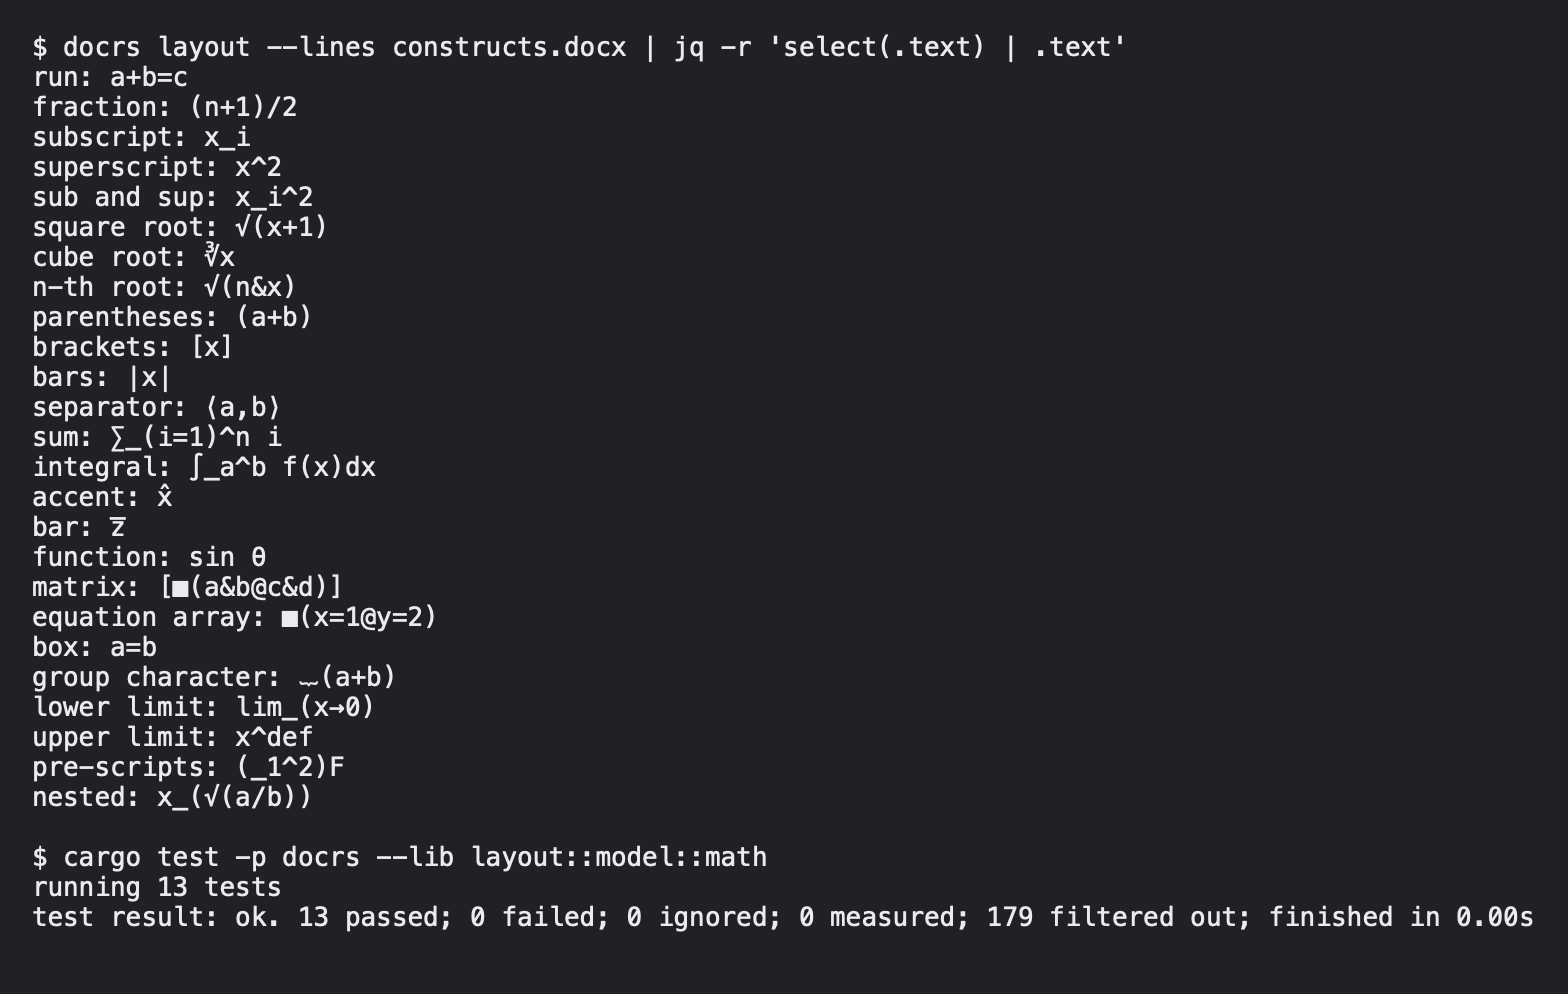 $ docrs layout --lines constructs.docx | jq -r 'select(.text) | .text'
run: a+b=c
fraction: (n+1)/2
subscript: x_i
superscript: x^2
sub and sup: x_i^2
square root: √(x+1)
cube root: ∛x
n-th root: √(n&x)
parentheses: (a+b)
brackets: [x]
bars: |x|
separator: ⟨a,b⟩
sum: ∑_(i=1)^n i
integral: ∫_a^b f(x)dx
accent: x̂
bar: z̅
function: sin θ
matrix: [■(a&b@c&d)]
equation array: ■(x=1@y=2)
box: a=b
group character: ⏟(a+b)
lower limit: lim_(x→0)
upper limit: x^def
pre-scripts: (_1^2)F
nested: x_(√(a/b))
$ cargo test -p docrs --lib layout::model::math
running 13 tests
test result: ok. 13 passed; 0 failed; 0 ignored; 0 measured; 179 filtered out; finished in 0.00s